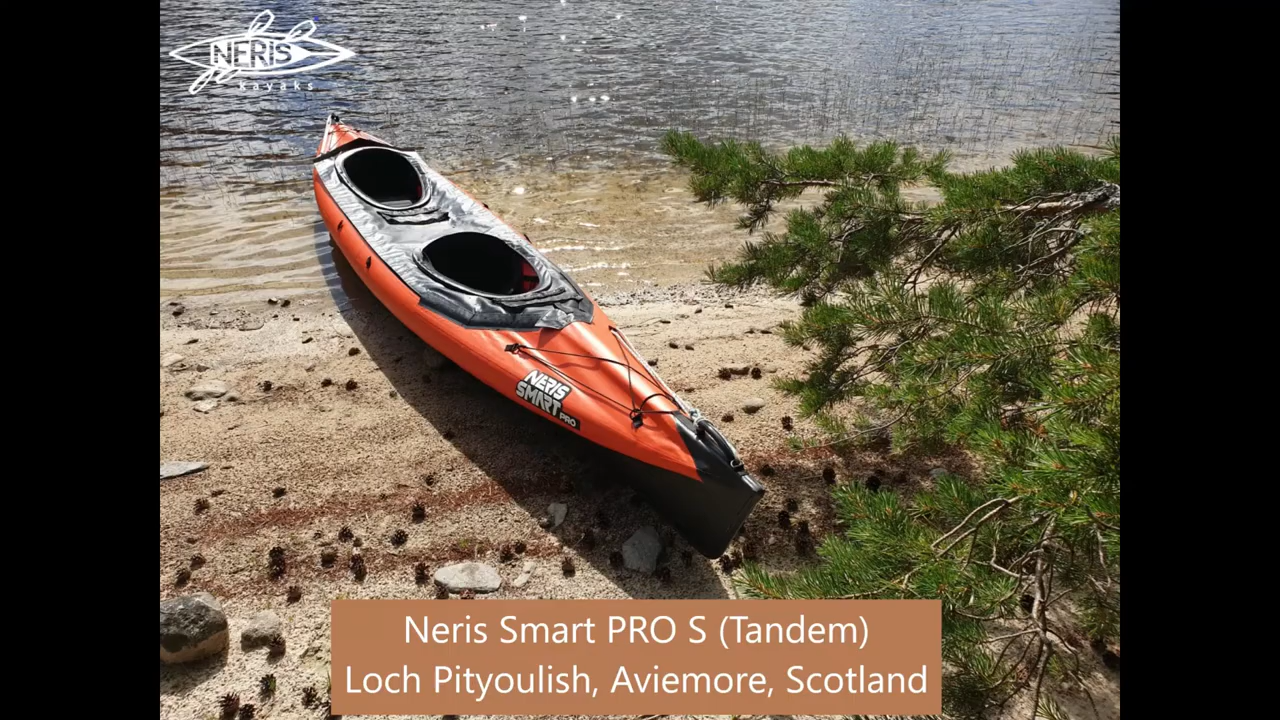 NERIS
kayaks
NERIS
SMART PRO
Neris Smart PRO S (Tandem)
Loch Pityoulish, Aviemore, Scotland